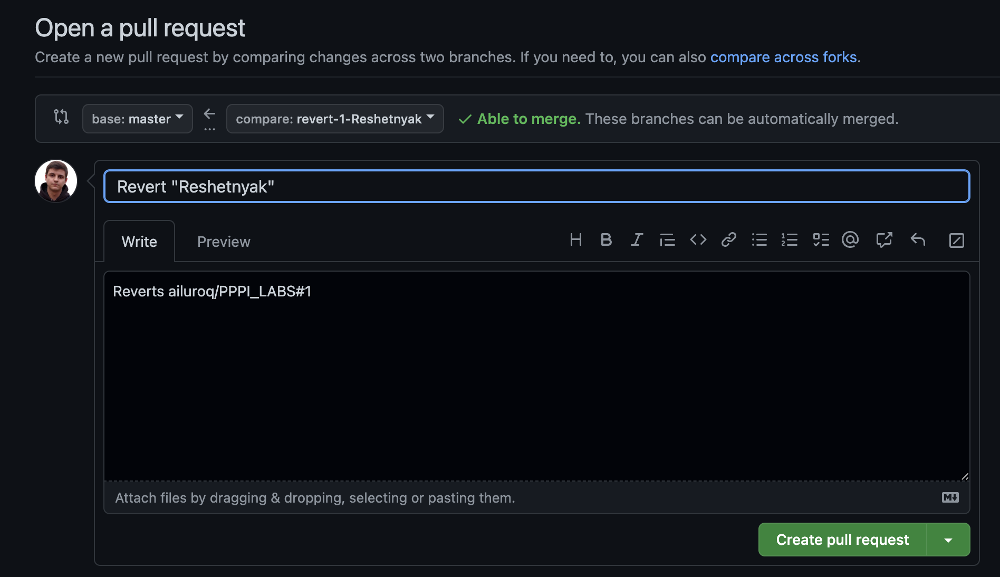 Open a pull request
Create a new pull request by comparing changes across two branches. If you need to, you can also compare across forks.
base: master
...
compare: revert-1-Reshetnyak
Able to merge. These branches can be automatically merged.
Revert "Reshetnyak"
Write Preview
Reverts ailuroq/PPPI_LABS#1
Attach files by dragging & dropping, selecting or pasting them.
Create pull request